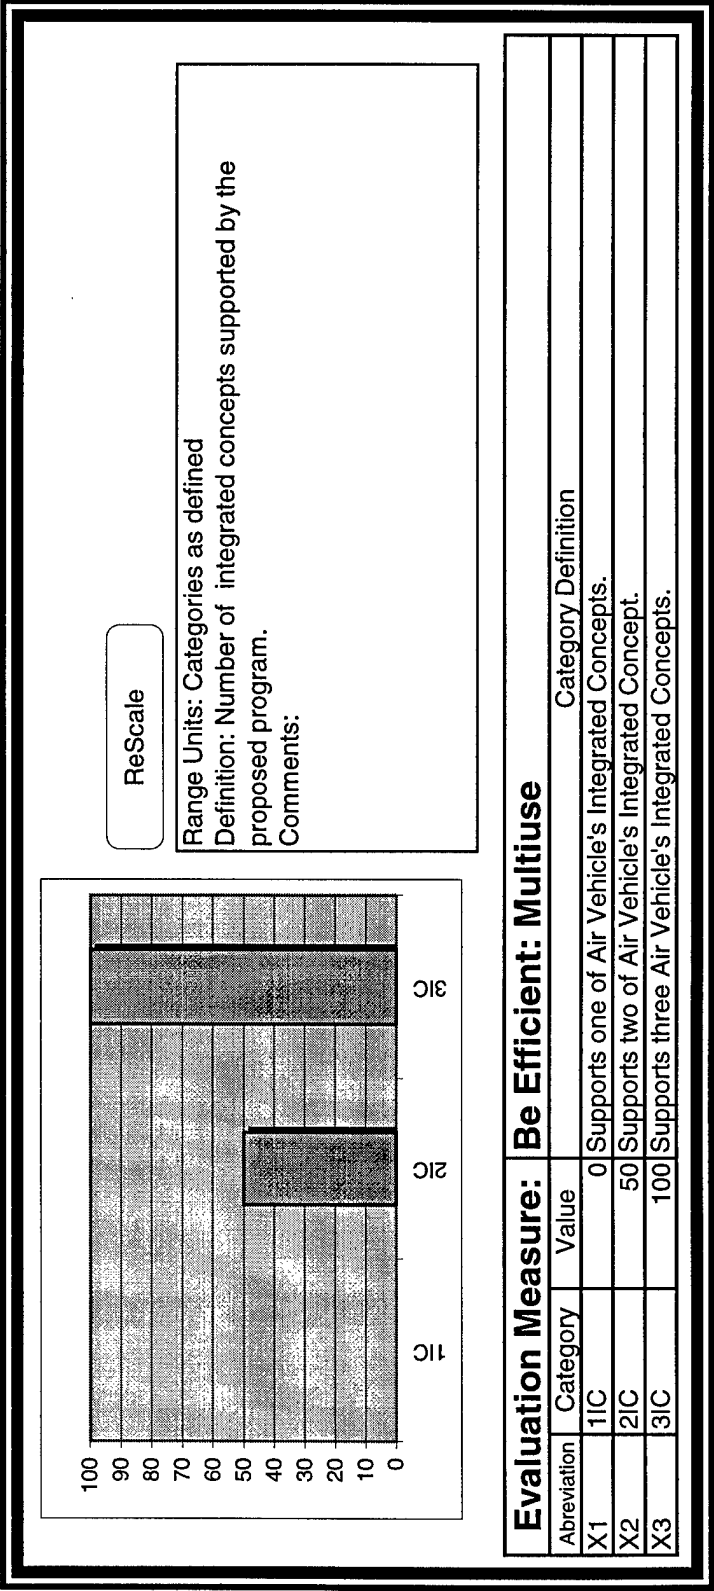 100
90
80
70
60
50
40
30
20
10
0
1IC
2IC
3IC
ReScale
Range Units: Categories as defined
Definition: Number of integrated concepts supported by the
proposed program.
Comments:
Evaluation Measure: Be Efficient: Multiuse
Abreviation Category Value Category Definition
X1 1IC 0 Supports one of Air Vehicle's Integrated Concepts.
X2 2IC 50 Supports two of Air Vehicle's Integrated Concept.
X3 3IC 100 Supports three Air Vehicle's Integrated Concepts.